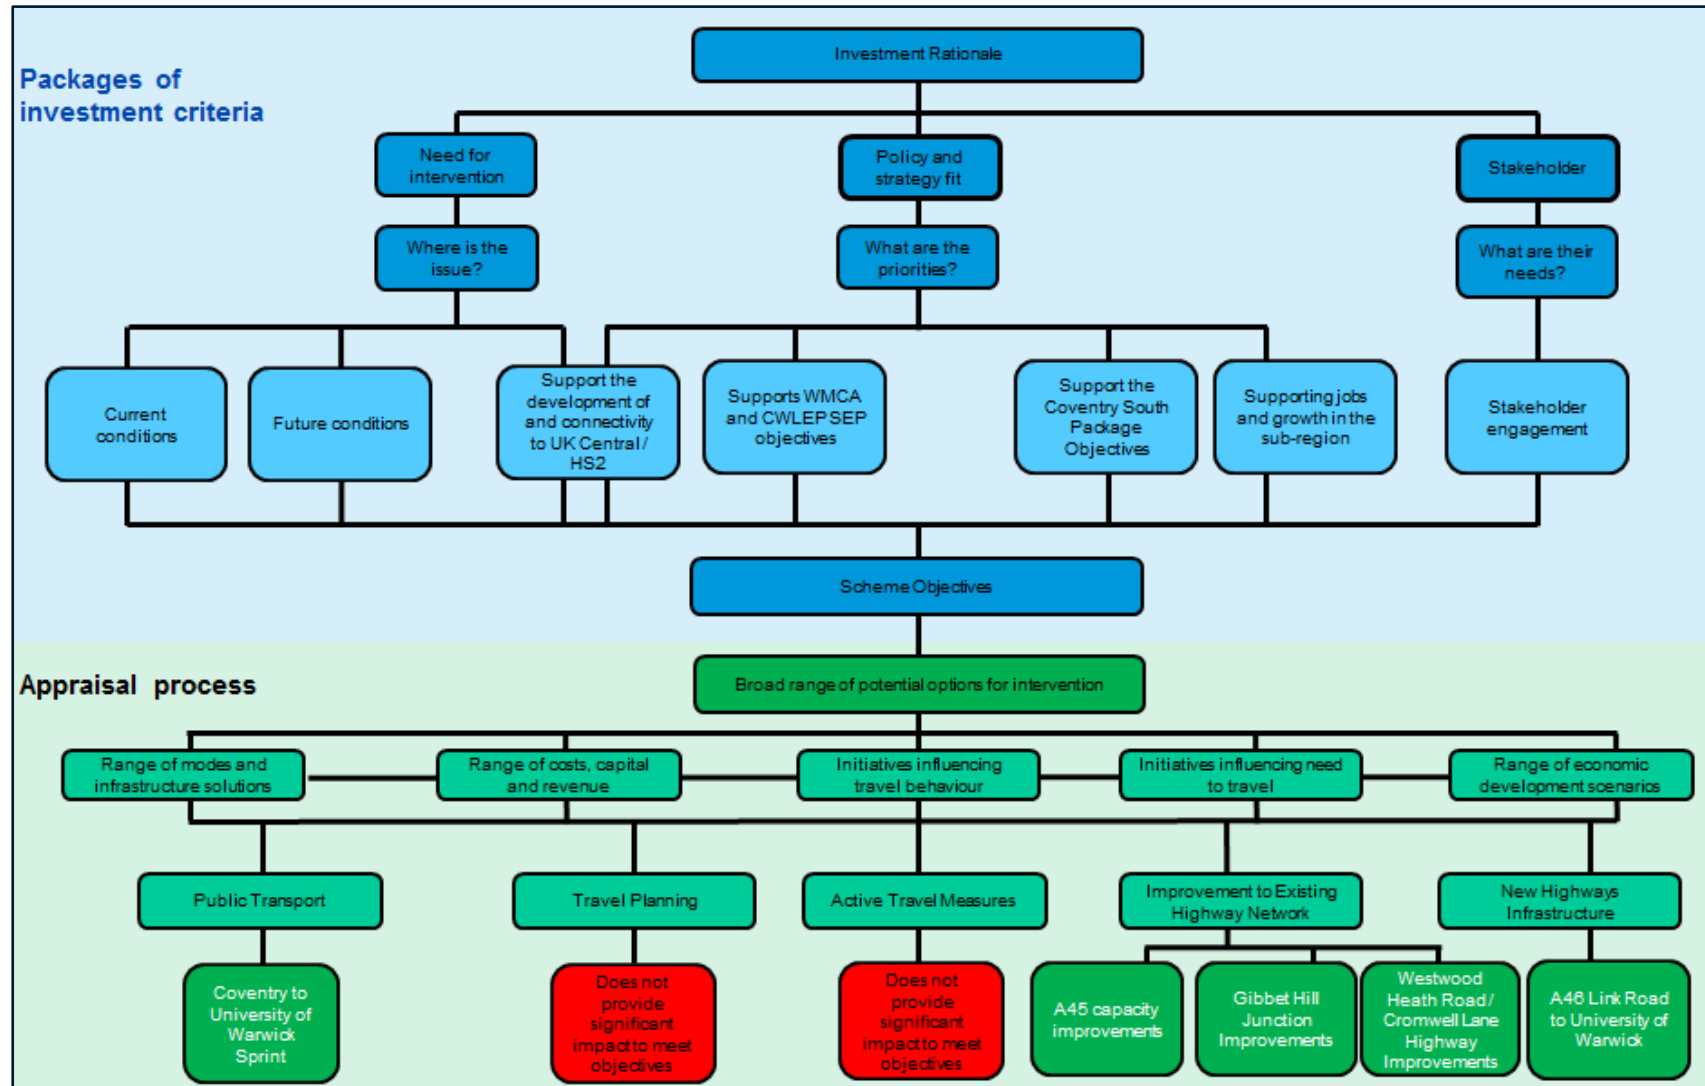 Investment Rationale
Packages of
investment criteria
Need for
intervention
Policy and
strategy fit
Stakeholder
Where is the
issue?
What are the
priorities?
What are their
needs?
Current
conditions
Future conditions
Support the
development of
and connectivity
to UK Central /
HS2
Supports WMCA
and CWLEP SEP
objectives
Support the
Coventry South
Package
Objectives
Supporting jobs
and growth in the
sub-region
Stakeholder
engagement
Scheme Objectives
Appraisal process
Broad range of potential options for intervention
Range of modes and
infrastructure solutions
Range of costs, capital
and revenue
Initiatives influencing
travel behaviour
Initiatives influencing need
to travel
Range of economic
development scenarios
Public Transport
Travel Planning
Active Travel Measures
Improvement to Existing
Highway Network
New Highways
Infrastructure
Coventry to
University of
Warwick
Sprint
Does not
provide
significant
impact to meet
objectives
Does not
provide
significant
impact to meet
objectives
A45 capacity
improvements
Gibbet Hill
Junction
Improvements
Westwood
Heath Road /
Cromwell Lane
Highway
Improvements
A46 Link Road
to University of
Warwick